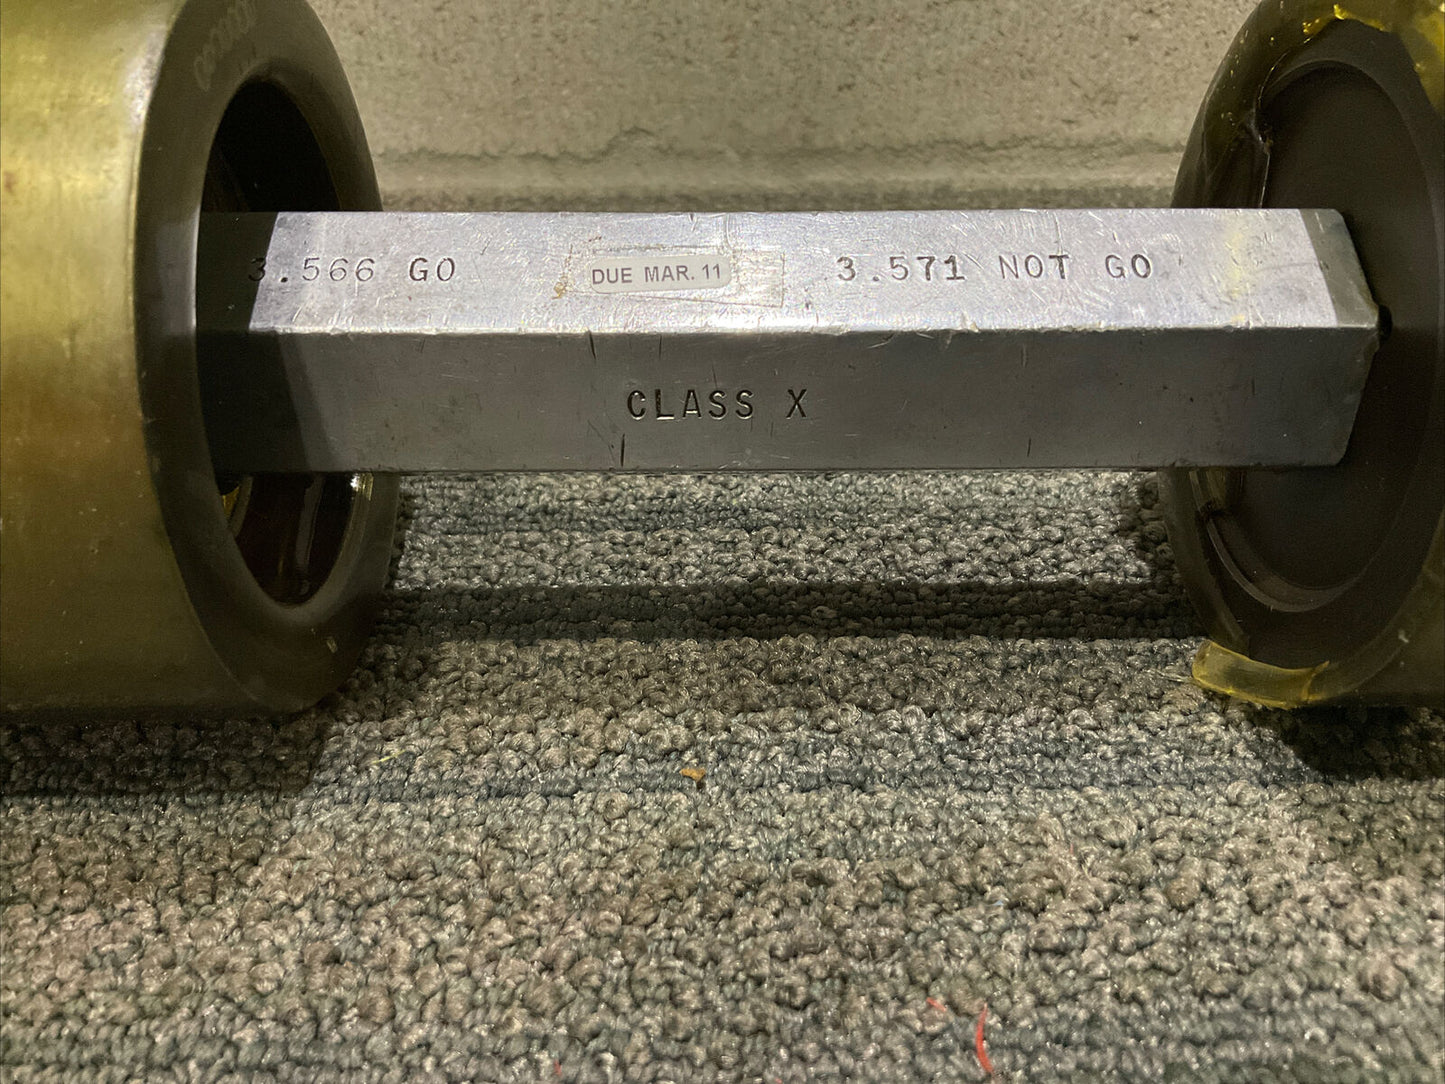 3.566 GO
DUE MAR. 11
3.571 NOT GO
CLASS X